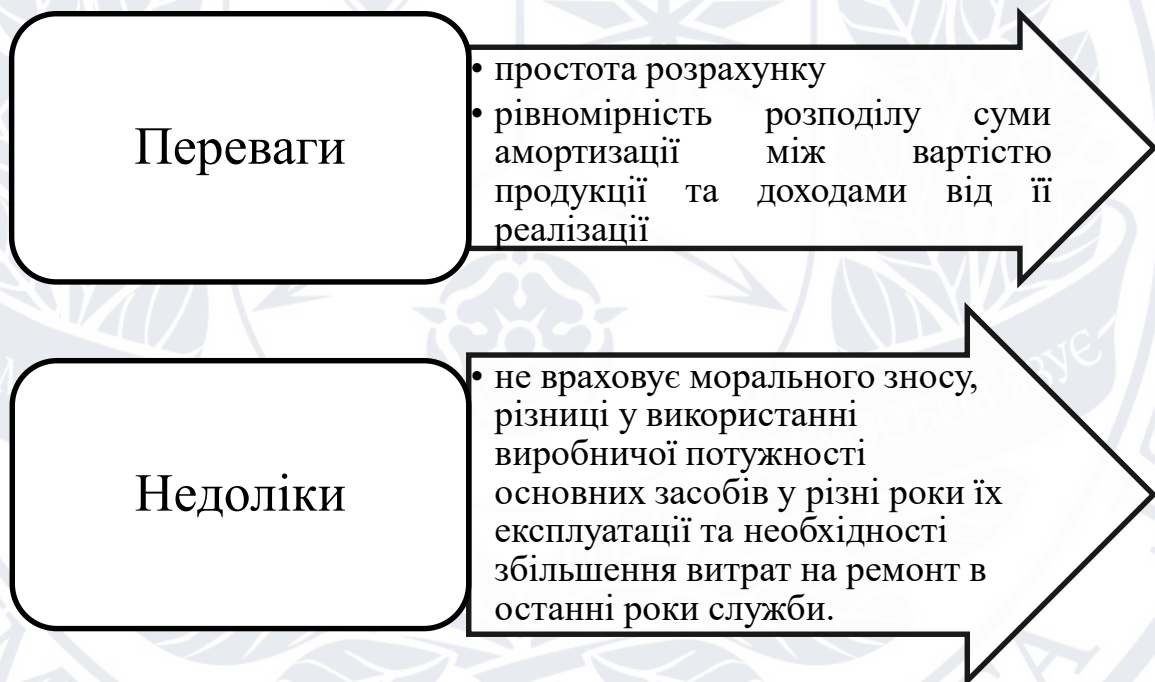 Переваги
• простота розрахунку
• рівномірність розподілу суми
амортизації між вартістю
продукції та доходами від її
реалізації
Недоліки
• не враховує морального зносу,
різниці у використанні
виробничої потужності
основних засобів у різні роки їх
експлуатації та необхідності
збільшення витрат на ремонт в
останні роки служби.